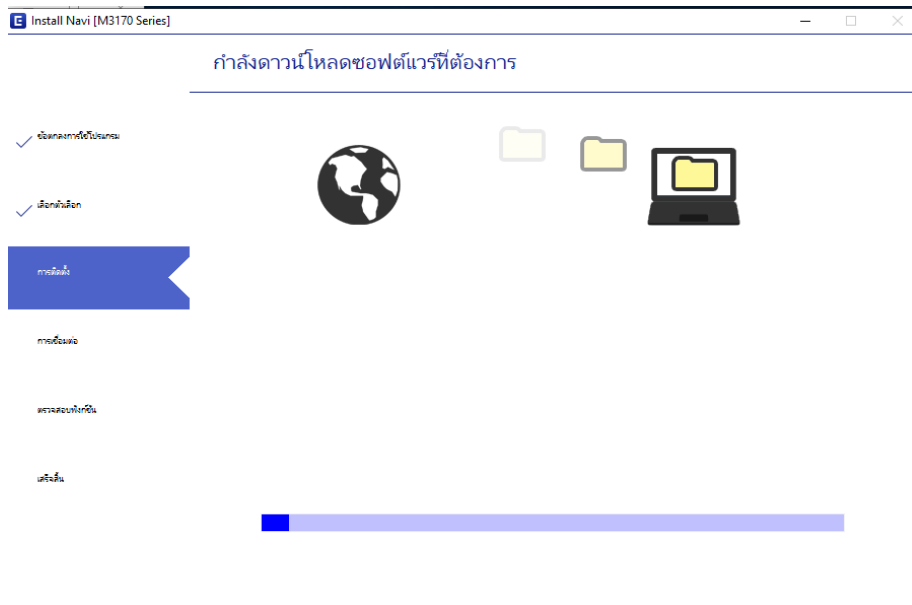 Install Navi [M3170 Series]
กำลังดาวน์โหลดซอฟต์แวร์ที่ต้องการ
ข้อตกลงการใช้โปรแกรม
เลือกตัวเลือก
การติดตั้ง
การเชื่อมต่อ
ตรวจสอบฟังก์ชัน
เสร็จสิ้น